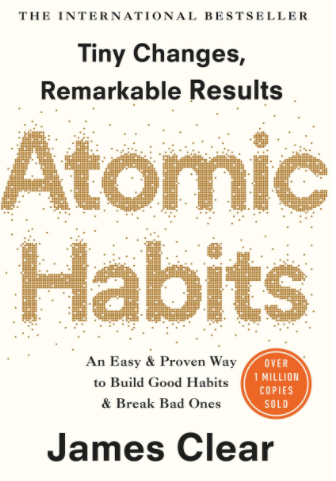 THE INTERNATIONAL BESTSELLER
Tiny Changes,
Remarkable Results
Atomic
Habits
An Easy & Proven Way
to Build Good Habits
& Break Bad Ones
OVER
1 MILLION
COPIES
SOLD
James Clear